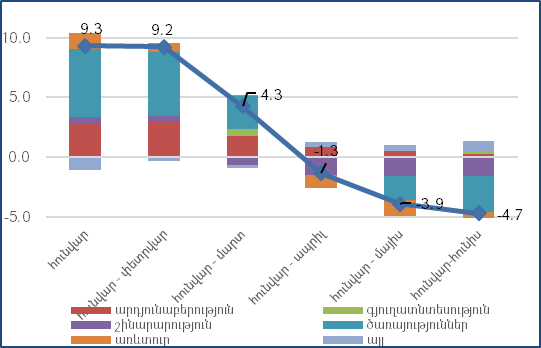 10.0
5.0
0.0
-5.0
9.3
9.2
4.3
-1.3
-3.9
-4.7
հունվար
հունվար - փետրվար
հունվար - մարտ
հունվար - ապրիլ
հունվար - մայիս
հունվար-հունիս
արդյունաբերություն
գյուղատնտեսություն
շինարարություն
ծառայություններ
առևտուր
այլ